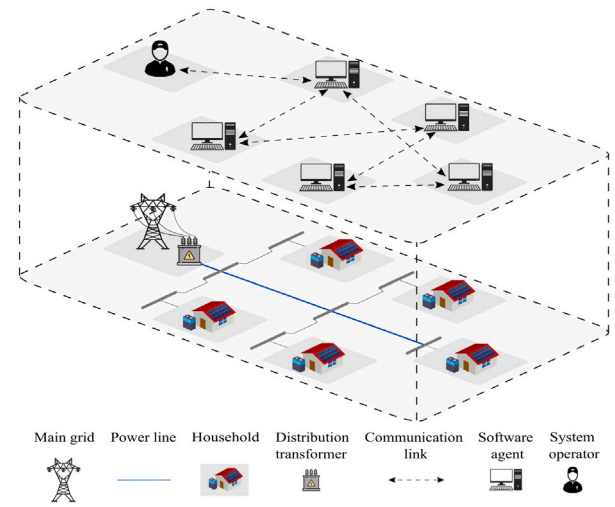 Main grid Power line Household Distribution transformer Communication link Software agent System operator